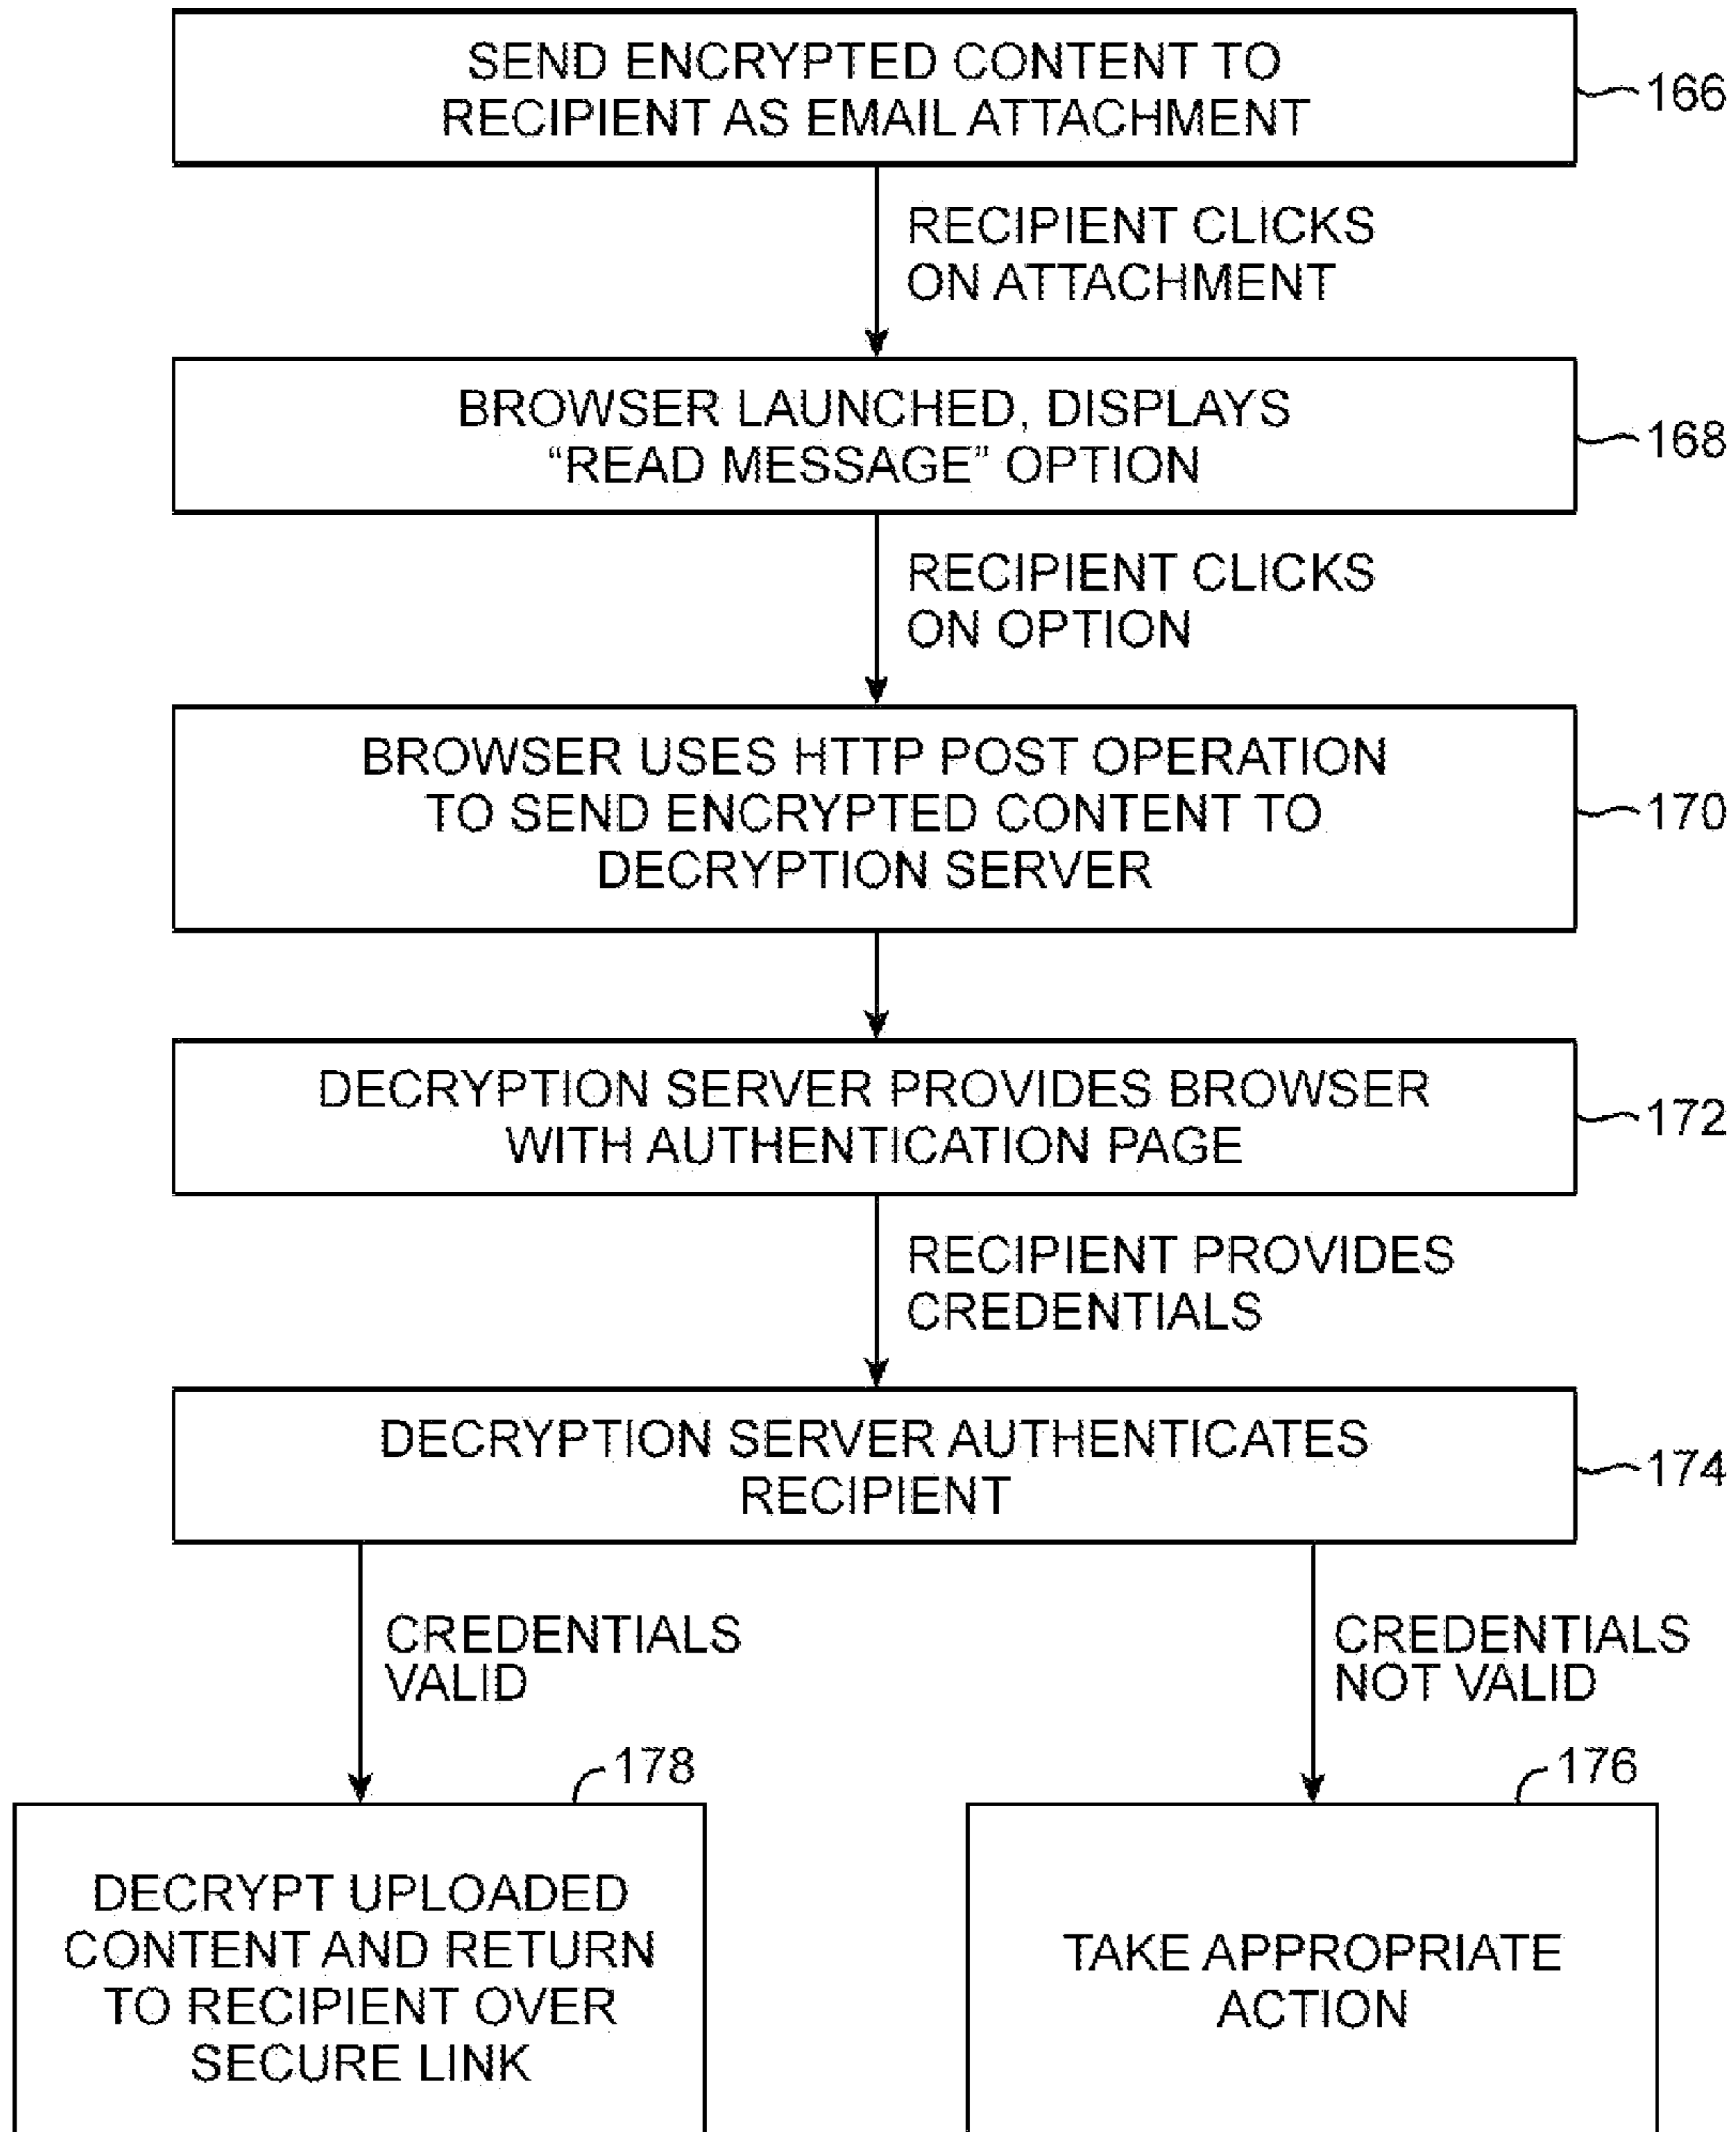 SEND ENCRYPTED CONTENT TO
RECIPIENT AS EMAIL ATTACHMENT
166
RECIPIENT CLICKS
ON ATTACHMENT
BROWSER LAUNCHED, DISPLAYS
“READ MESSAGE” OPTION
168
RECIPIENT CLICKS
ON OPTION
BROWSER USES HTTP POST OPERATION
TO SEND ENCRYPTED CONTENT TO
DECRYPTION SERVER
170
DECRYPTION SERVER PROVIDES BROWSER
WITH AUTHENTICATION PAGE
172
RECIPIENT PROVIDES
CREDENTIALS
DECRYPTION SERVER AUTHENTICATES
RECIPIENT
174
CREDENTIALS
VALID
CREDENTIALS
NOT VALID
178
DECRYPT UPLOADED
CONTENT AND RETURN
TO RECIPIENT OVER
SECURE LINK
176
TAKE APPROPRIATE
ACTION